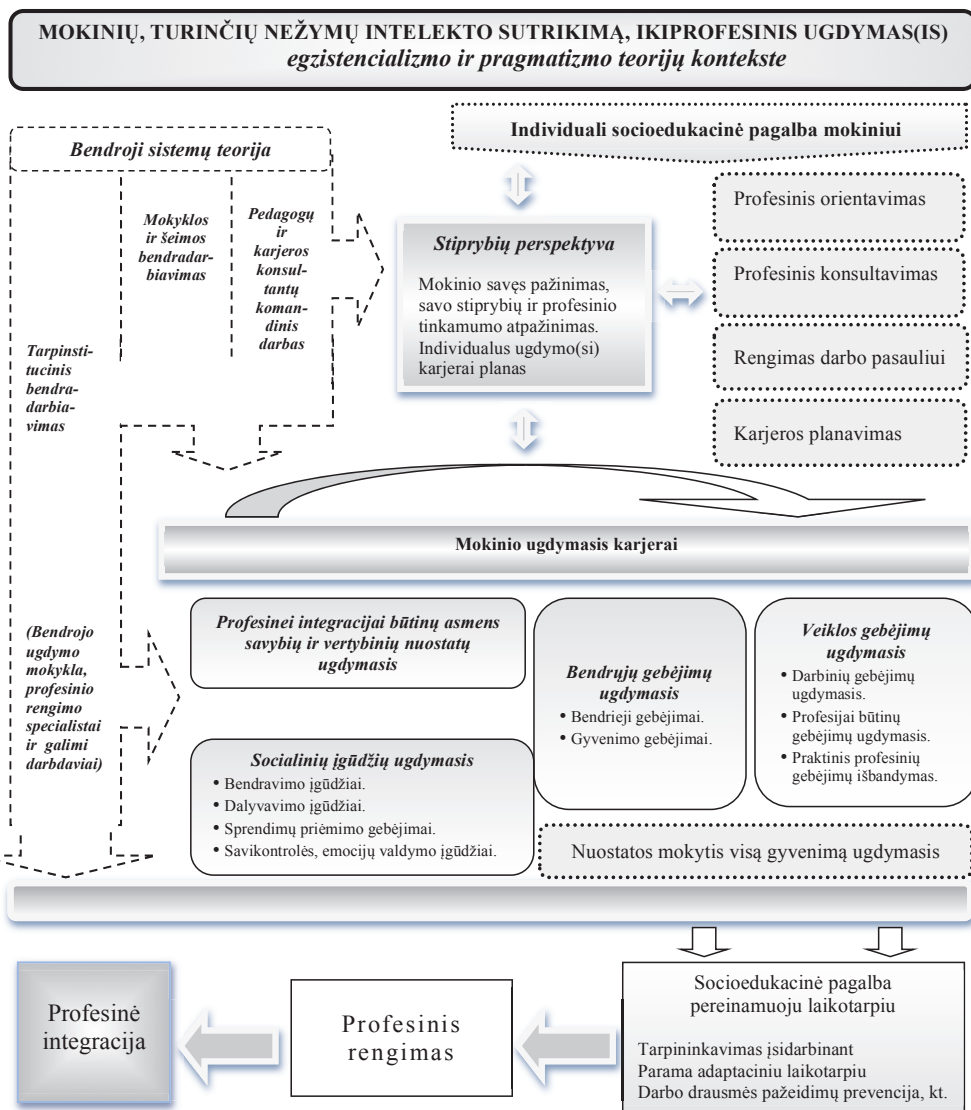 MOKINIŲ, TURINČIŲ NEŽYMŲ INTELEKTO SUTRIKIMĄ, IKIPROFESINIS UGDYMAS(IS)
egzistencializmo ir pragmatizmo teorijų kontekste
Individuali socioedukacinė pagalba mokiniui
Bendroji sistemų teorija
Mokyklos
ir šeimos
bendradar-
biavimas
Pedagogų
ir
karjeros
konsul-
tantų
koman-
dinis
darbas
Tarpinsti-
tucinis
bendra-
darbia-
vimas
(Bendrojo
ugdymo
mokykla,
profesinio
rengimo
specialistai
ir galimi
darbdaviai)
Stiprybių perspektyva
Mokinio savęs pažinimas,
savo stiprybių ir profesinio
tinkamumo atpažinimas.
Individualus ugdymo(si)
karjerai planas
Profesinis orientavimas
Profesinis konsultavimas
Rengimas darbo pasauliui
Karjeros planavimas
Mokinio ugdymasis karjerai
Profesinei integracijai būtinų asmens
savybių ir vertybinių nuostatų
ugdymasis
Socialinių įgūdžių ugdymasis
• Bendravimo įgūdžiai.
• Dalyvavimo įgūdžiai.
• Sprendimų priėmimo gebėjimai.
• Savikontrolės, emocijų valdymo įgūdžiai.
Bendrųjų gebėjimų
ugdymasis
• Bendrieji gebėjimai.
• Gyvenimo gebėjimai.
Veiklos gebėjimų
ugdymasis
• Darbinių gebėjimų
ugdymasis.
• Profesijai būtinų
gebėjimų ugdymasis.
• Praktinis profesinių
gebėjimų išbandymas.
Nuostatos mokytis visą gyvenimą ugdymasis
Profesinė
integracija
Profesinis
rengimas
Socioedukacinė pagalba
pereinamuoju laikotarpiu
Tarpininkavimas įsidarbinant
Parama adaptaciniu laikotarpiu
Darbo drausmės pažeidimų prevencija, kt.